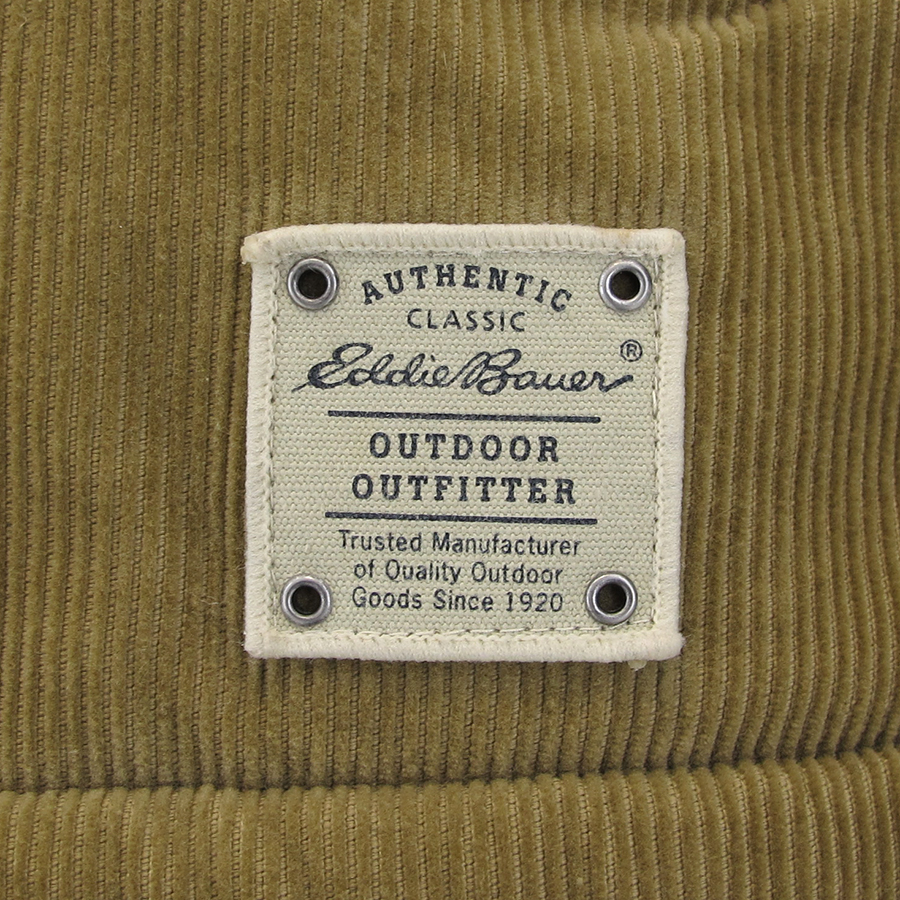 AUTHENTIC
CLASSIC
Eddie Bauer®
OUTDOOR
OUTFITTER
Trusted Manufacturer
of Quality Outdoor
Goods Since 1920